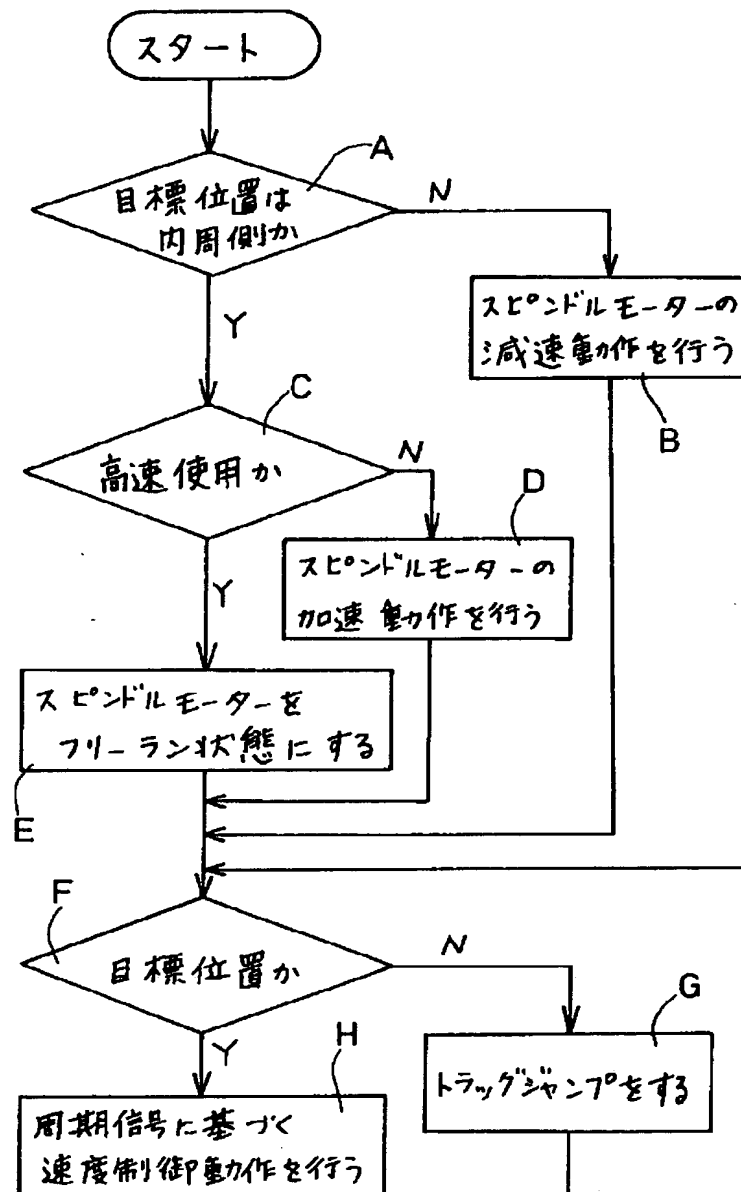 スタート
A
目標位置は
内周側か
N
スピンドルモーターの
減速動作を行う
B
Y
C
高速使用か
N
D
スピンドルモーターの
加速動作を行う
Y
スピンドルモーターを
フリーラン状態にする
E
F
目標位置か
N
G
トラッグジャンプをする
Y
H
周期信号に基づく
速度制御動作を行う